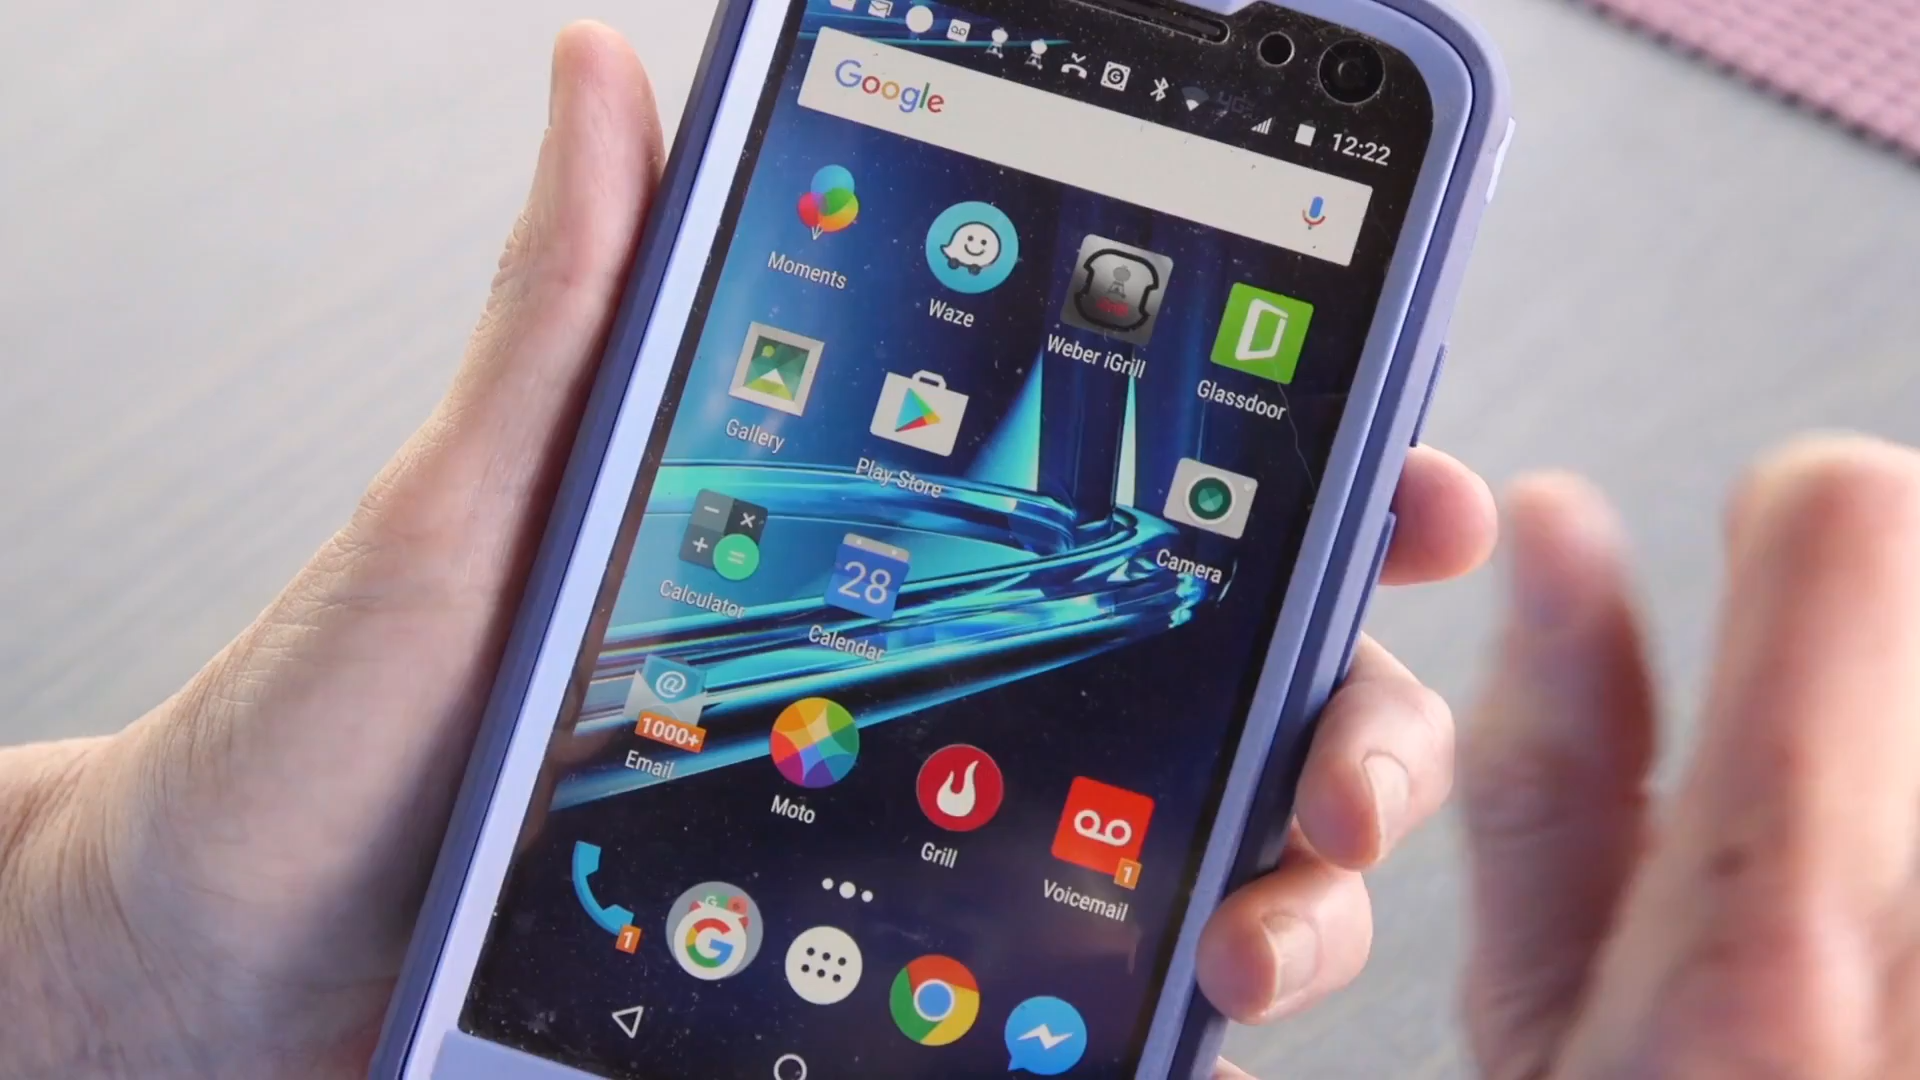 12:22
Google
Moments
Waze
Weber iGrill
Glassdoor
Gallery
Play Store
Camera
28
Calculator
Calendar
@
1000+
Email
Moto
Grill
1
Voicemail
1
G